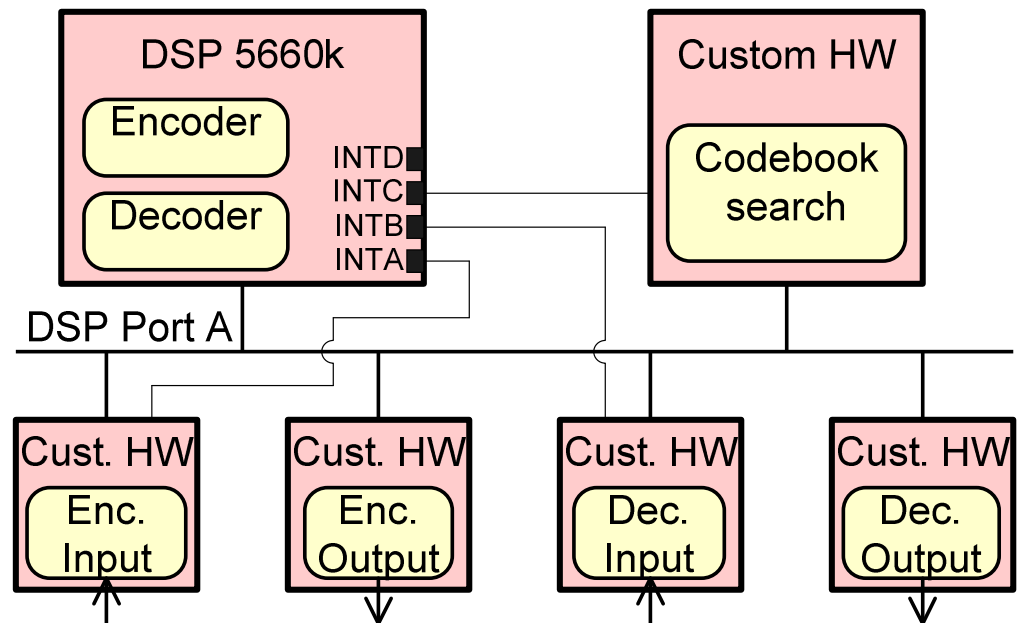 DSP 5660k
Encoder
Decoder
INTD
INTC
INTB
INTA
Custom HW
Codebook
search
DSP Port A
Cust. HW
Enc.
Input
Cust. HW
Enc.
Output
Cust. HW
Dec.
Input
Cust. HW
Dec.
Output